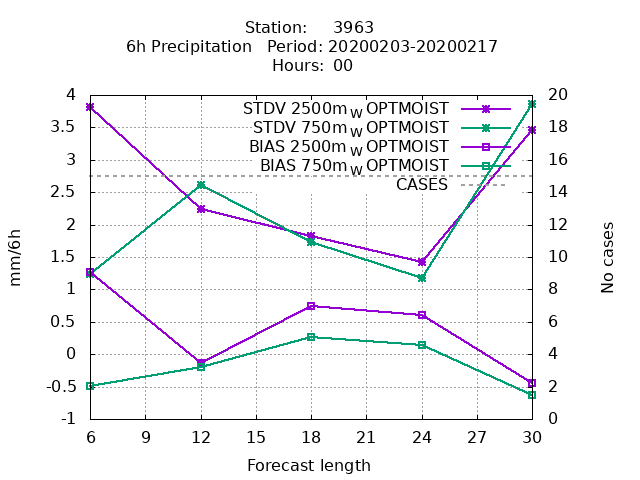 Station: 3963
6h Precipitation Period: 20200203-20200217
Hours: 00
4
3.5
3
2.5
2
1.5
1
0.5
0
-0.5
-1
mm/6h
STDV 2500m W OPTMOIST
STDV 750m W OPTMOIST
BIAS 2500m W OPTMOIST
BIAS 750m W OPTMOIST
CASES
20
18
16
14
12
10
8
6
4
2
0
No cases
6 9 12 15 18 21 24 27 30
Forecast length